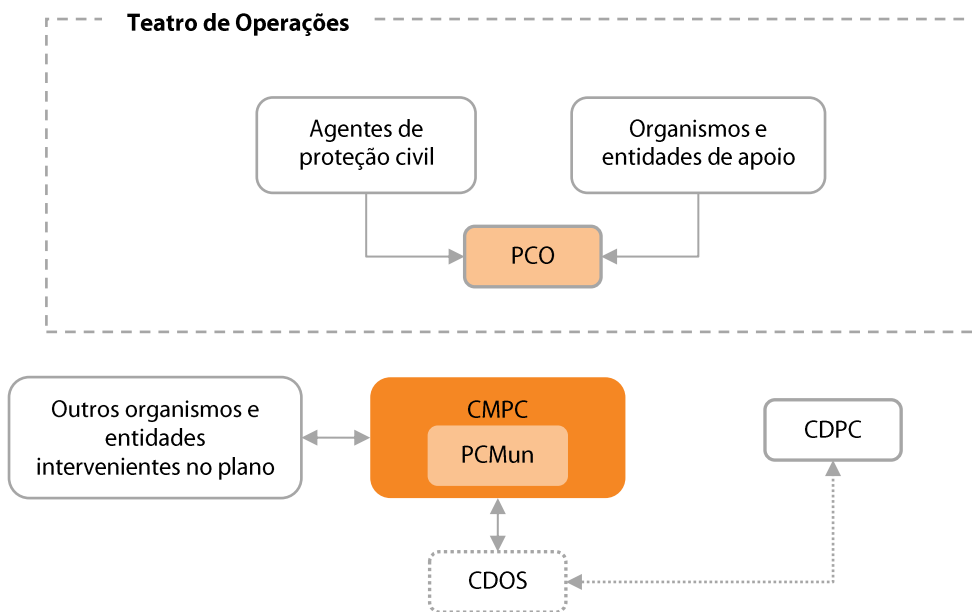 Teatro de Operações
Agentes de
proteção civil
Organismos e
entidades de apoio
PCO
Outros organismos e
entidades
intervenientes no plano
CMPC
PCMun
CDPC
CDOS